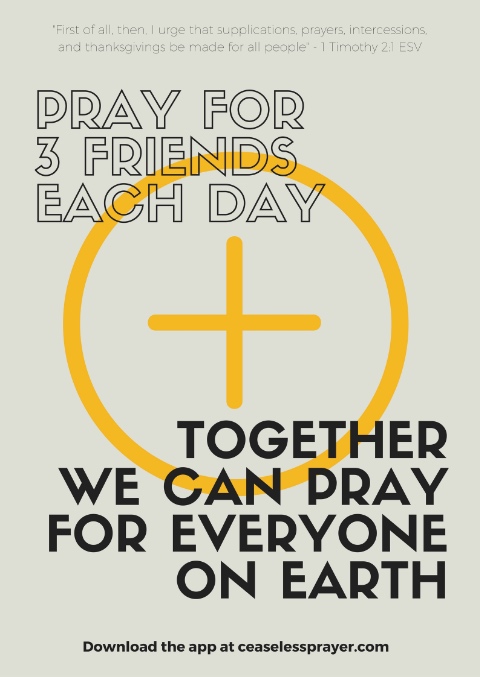 "First of all, then, I urge that supplications, prayers, intercessions,
and thanksgivings be made for all people" - 1 Timothy 2:1 ESV
PRAY FOR
3 FRIENDS
EACH DAY
TOGETHER
WE CAN PRAY
FOR EVERYONE
ON EARTH
Download the app at ceaselessprayer.com